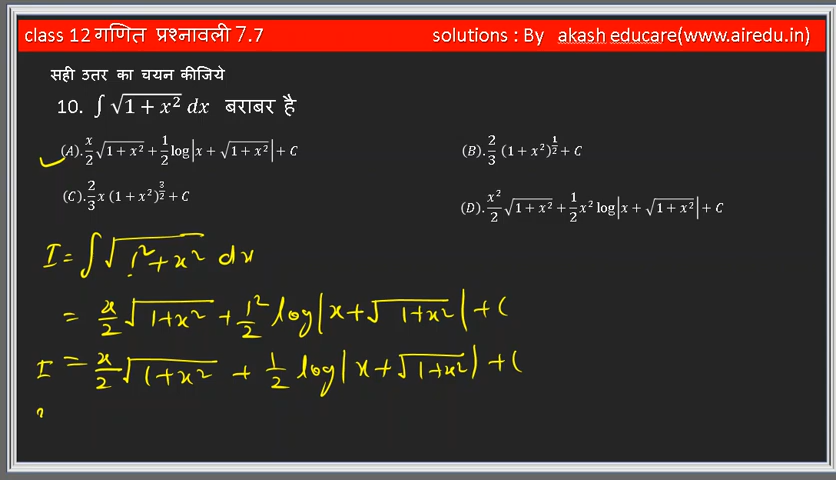 class 12 गणित प्रश्नावली 7.7 solutions : By akash educare(www.airedu.in)
सही उतर का चयन कीजिये
10. ∫ √(1 + x²) dx बराबर है
(A). x/2 √(1 + x²) + 1/2 log|x + √(1 + x²)| + C (B). 2/3 (1 + x²)^(1/2) + C
(C). 2/3 x (1 + x²)^(3/2) + C (D). x²/2 √(1 + x²) + 1/2 x² log|x + √(1 + x²)| + C
I = ∫ √(1² + x²) dx
= x/2 √(1+x²) + 1²/2 log|x + √(1+x²)| + C
I = x/2 √(1+x²) + 1/2 log|x + √(1+x²)| + C